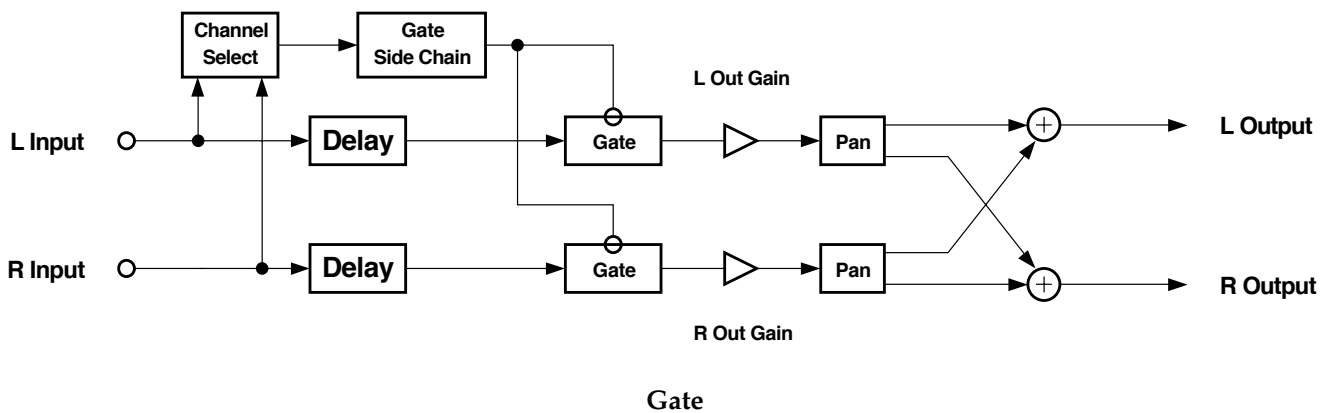 Channel
Select
Gate
Side Chain
L Out Gain
L Input
Delay
Gate
Pan
+
L Output
R Input
Delay
Gate
Pan
+
R Output
R Out Gain
Gate